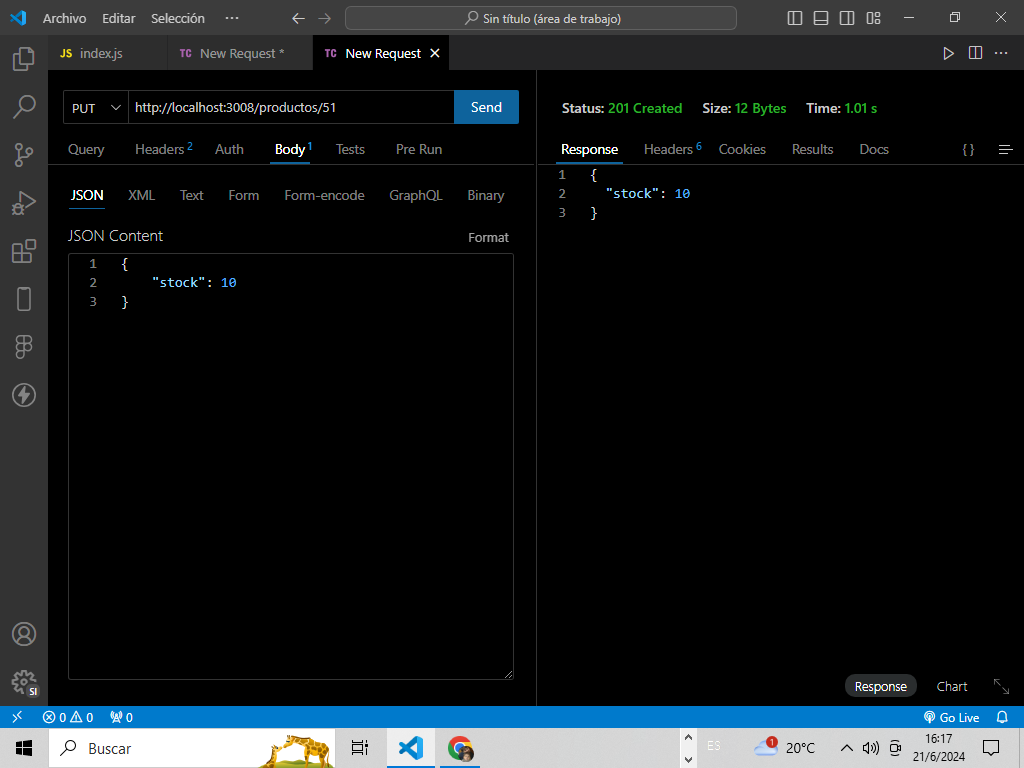 Archivo Editar Selección ··· Sin título (área de trabajo)
JS index.js TC New Request * TC New Request
PUT http://localhost:3008/productos/51 Send
Status: 201 Created Size: 12 Bytes Time: 1.01 s
Query Headers 2 Auth Body 1 Tests Pre Run
Response Headers 6 Cookies Results Docs { }
JSON XML Text Form Form-encode GraphQL Binary
JSON Content Format
1 {
2 "stock": 10
3 }
1 {
2 "stock": 10
3 }
Response Chart
SI
0 0 0 Go Live
Buscar ES 1 20°C 16:17
21/6/2024